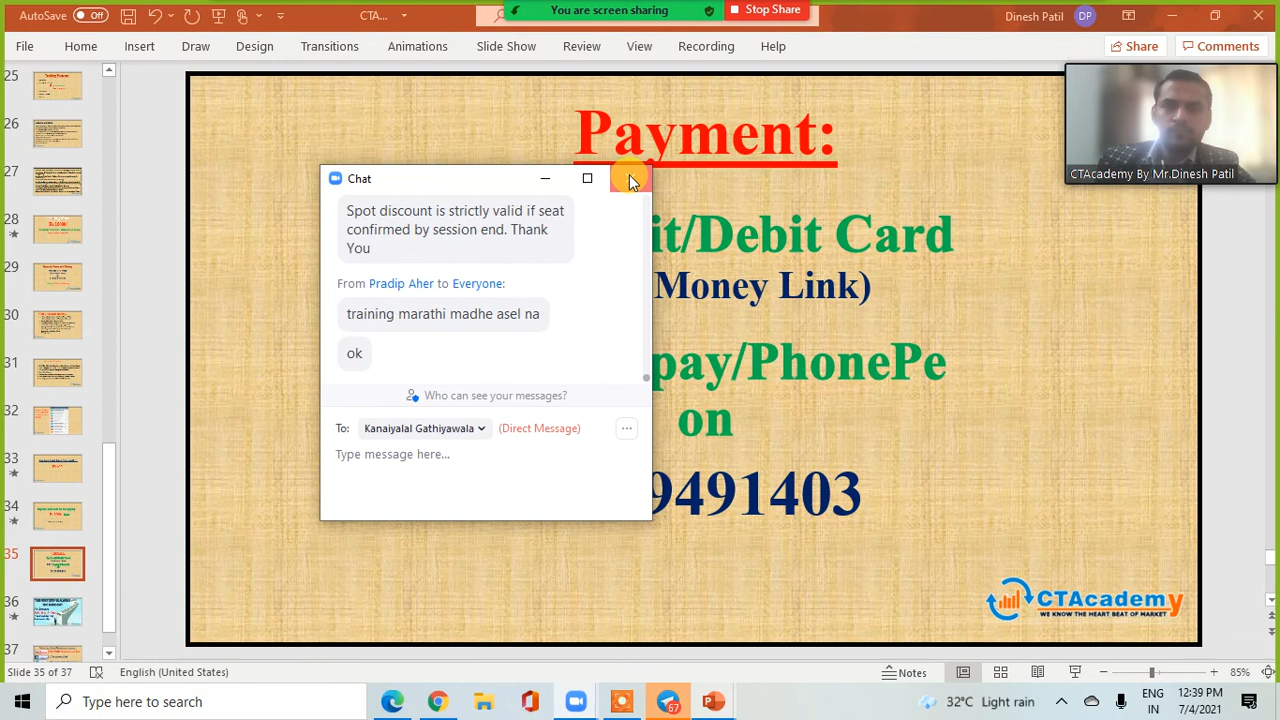 AutoSave
Off
CTA...
You are screen sharing
Stop Share
Dinesh Patil
DP
File
Home
Insert
Draw
Design
Transitions
Animations
Slide Show
Review
View
Recording
Help
Share
Comments
25
26
27
28
29
30
31
32
33
34
35
36
37
Payment:
it/Debit Card
Money Link)
pay/PhonePe
on
9491403
CTAcademy
WE KNOW THE HEART BEAT OF MARKET
CTAcademy By Mr.Dinesh Patil
Chat
Spot discount is strictly valid if seat
confirmed by session end. Thank
You
From Pradip Aher to Everyone:
training marathi madhe asel na
ok
Who can see your messages?
To: Kanaiyalal Gathiyawala (Direct Message)
Type message here...
Slide 35 of 37
English (United States)
Notes
85%
Type here to search
67
32°C Light rain
ENG
IN
12:39 PM
7/4/2021